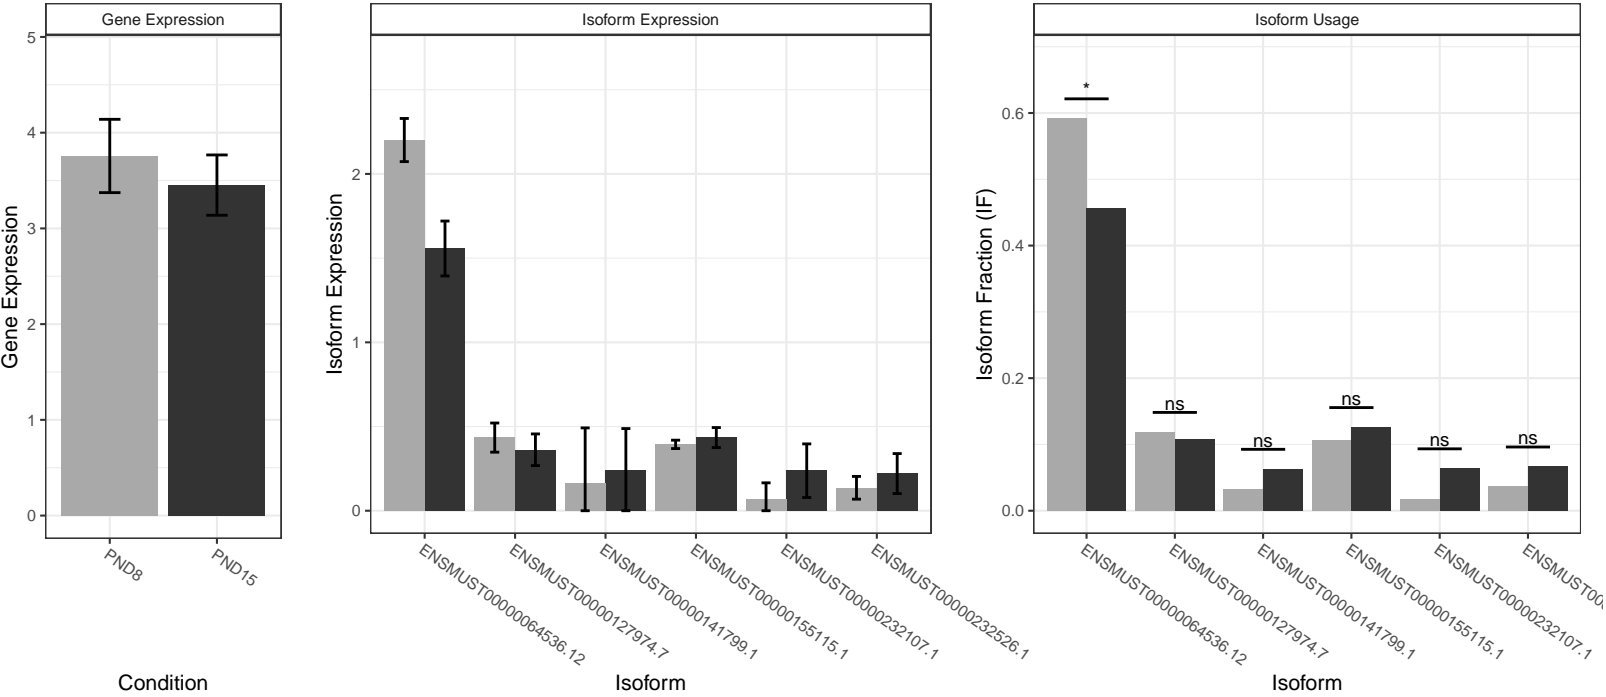 Gene Expression
Isoform Expression
Isoform Usage
Gene Expression
5
4
3
2
1
0
PND8
PND15
Condition
Isoform Expression
2
1
0
ENSMUST00000064536.12
ENSMUST00000127974.7
ENSMUST00000141799.1
ENSMUST00000155115.1
ENSMUST00000232107.1
ENSMUST00000232526.1
Isoform
Isoform Fraction (IF)
0.6
0.4
0.2
0.0
*
ns
ns
ns
ns
ns
ENSMUST00000064536.12
ENSMUST00000127974.7
ENSMUST00000141799.1
ENSMUST00000155115.1
ENSMUST00000232107.1
Isoform